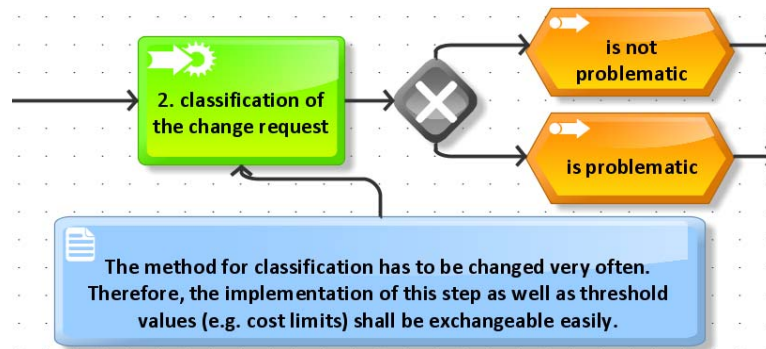 2. classification of
the change request
is not
problematic
is problematic
The method for classification has to be changed very often.
Therefore, the implementation of this step as well as threshold
values (e.g. cost limits) shall be exchangeable easily.